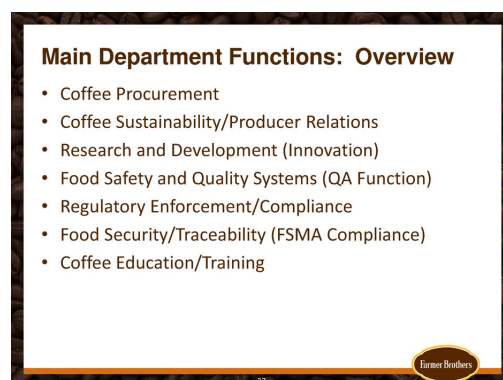 Main Department Functions: Overview
• Coffee Procurement
• Coffee Sustainability/Producer Relations
• Research and Development (Innovation)
• Food Safety and Quality Systems (QA Function)
• Regulatory Enforcement/Compliance
• Food Security/Traceability (FSMA Compliance)
• Coffee Education/Training
Farmer Brothers